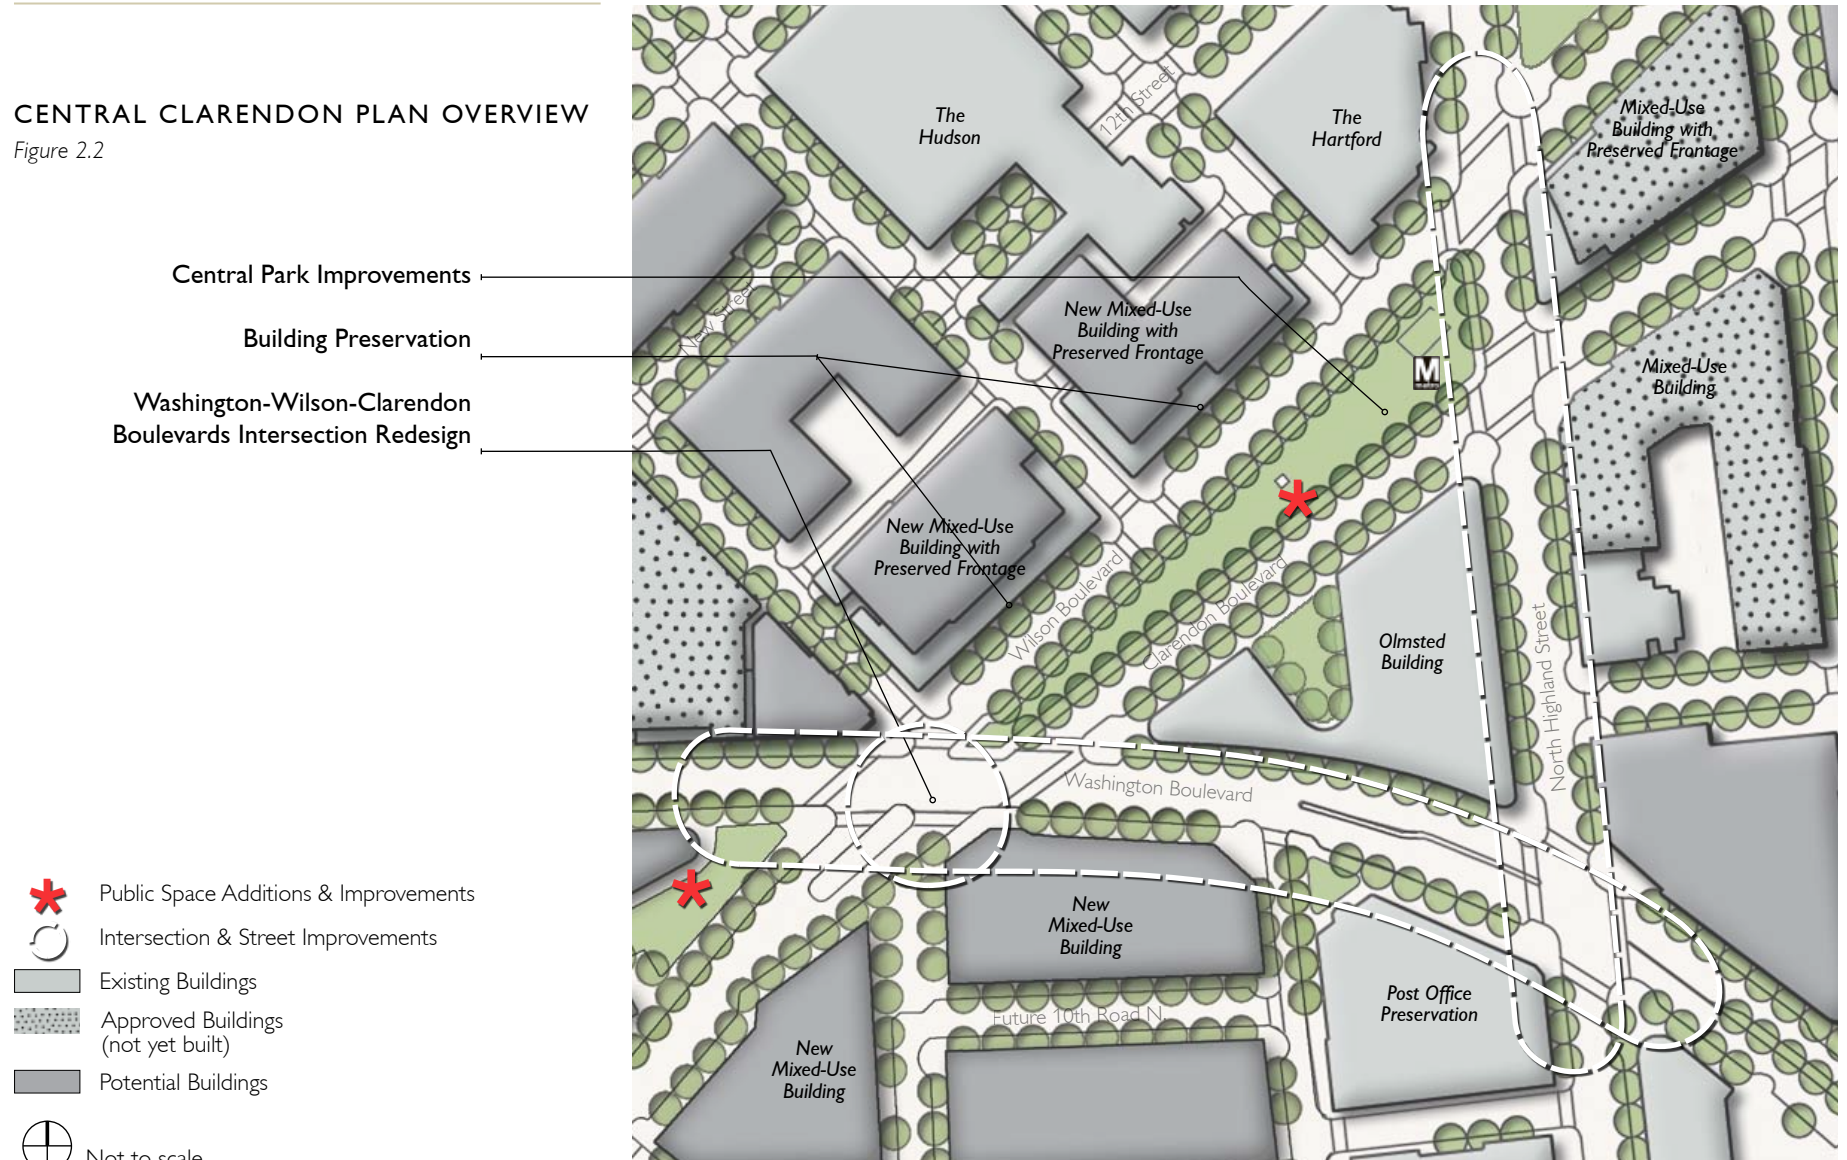 CENTRAL CLARENDON PLAN OVERVIEW
Figure 2.2
Central Park Improvements
Building Preservation
Washington-Wilson-Clarendon
Boulevards Intersection Redesign
Public Space Additions & Improvements
Intersection & Street Improvements
Existing Buildings
Approved Buildings
(not yet built)
Potential Buildings
Not to scale
The
Hudson
12th Street
The
Hartford
Mixed-Use
Building with
Preserved Frontage
New Street
New Mixed-Use
Building with
Preserved Frontage
M
Mixed-Use
Building
New Mixed-Use
Building with
Preserved Frontage
Wilson Boulevard
Clarendon Boulevard
Olmsted
Building
North Highland Street
Washington Boulevard
New
Mixed-Use
Building
Post Office
Preservation
Future 10th Road N.
New
Mixed-Use
Building